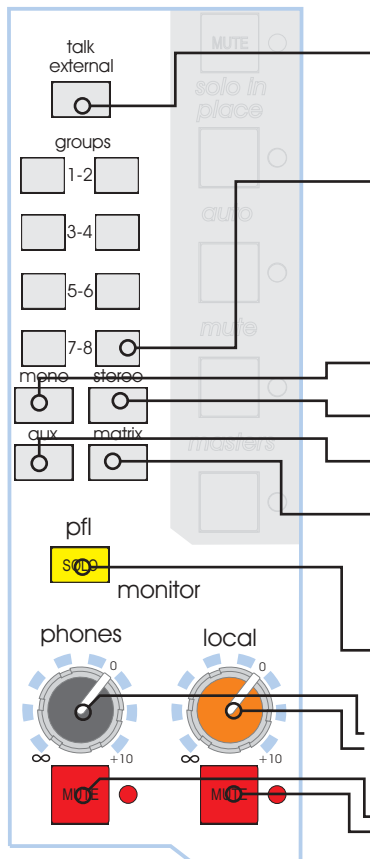 talk
external
MUTE
solo in
place
groups
1-2
auto
3-4
5-6
mute
7-8
mono stereo
aux matrix
masters
pfl
SOLO
monitor
phones local
0 0
∞ +10 ∞ +10
MUTE MUTE